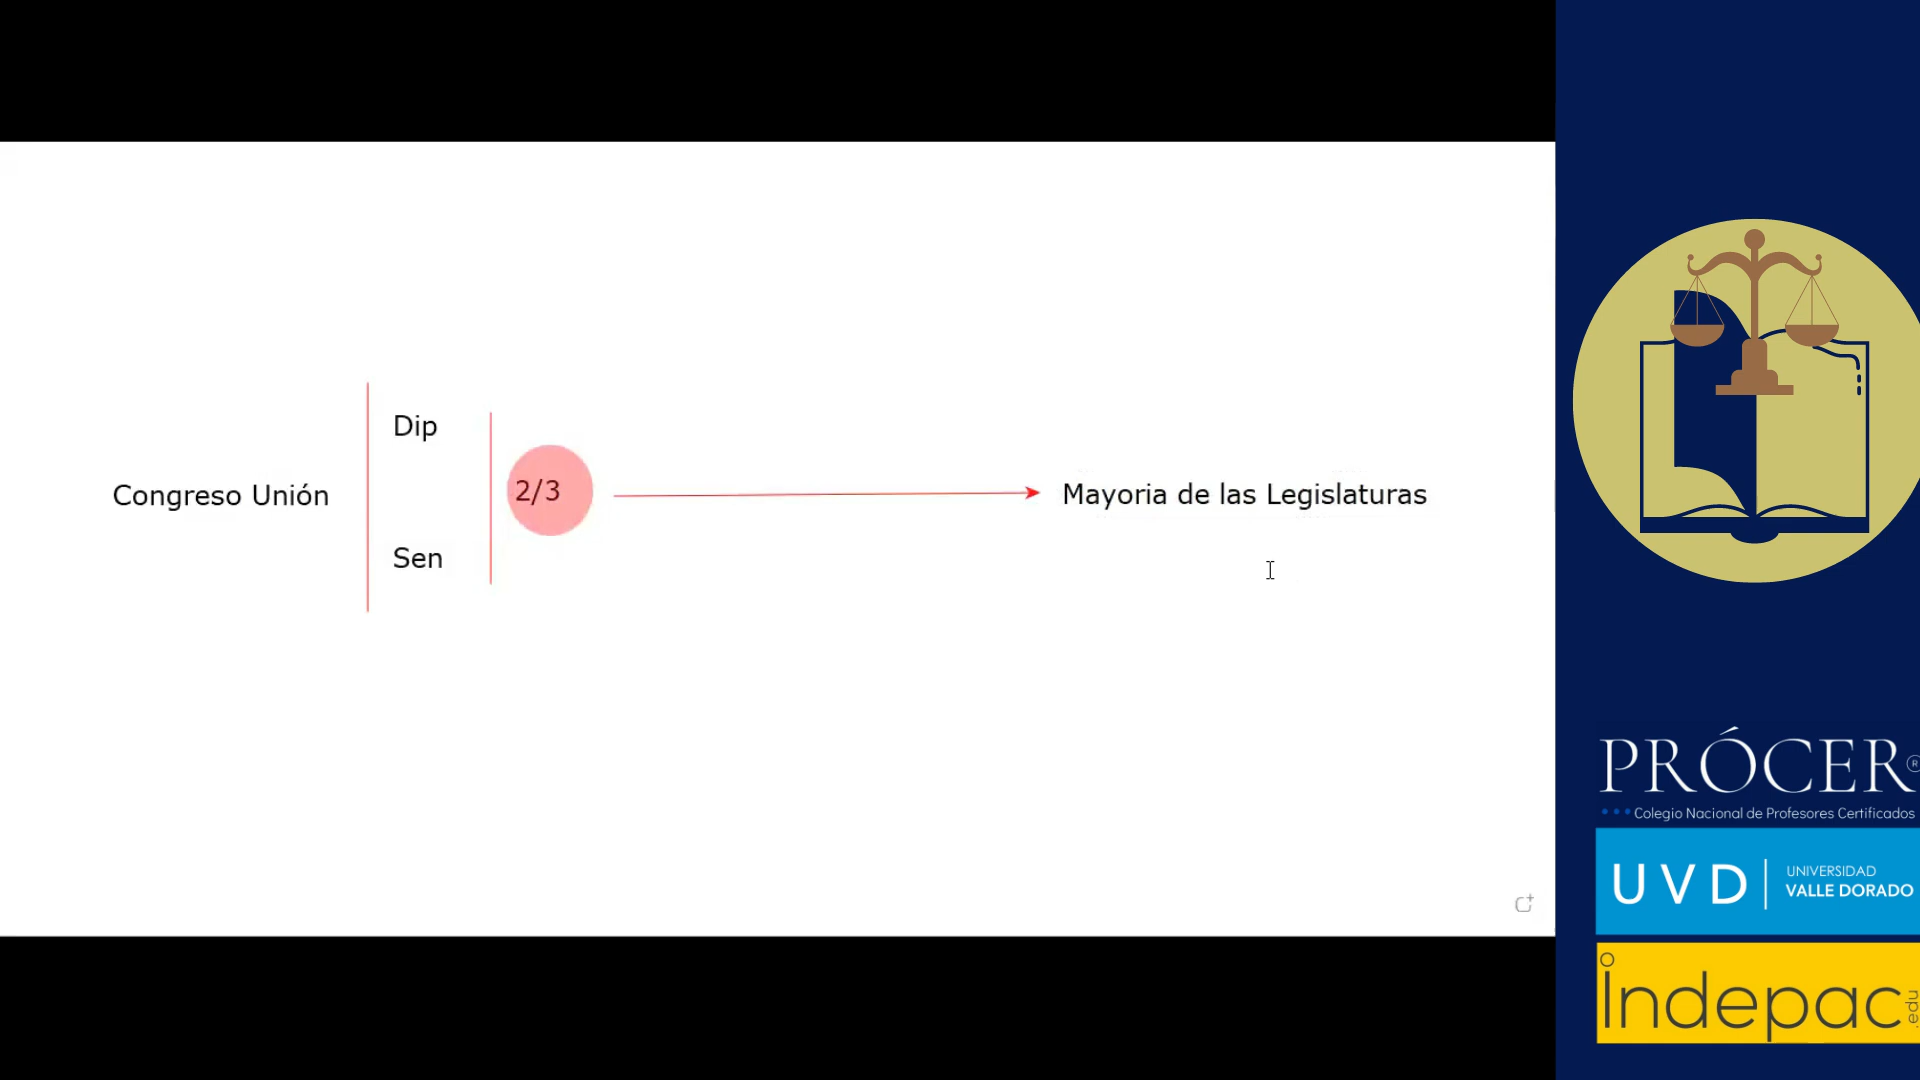 Dip
Congreso Unión
2/3
Mayoria de las Legislaturas
Sen
PRÓCER®
Colegio Nacional de Profesores Certificados
UVD
UNIVERSIDAD
VALLE DORADO
Indepac
.edu